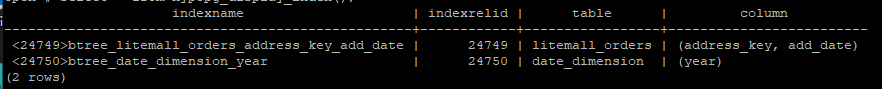 indexname | indexrelid | table | column
<24749>btree_litemall_orders_address_key_add_date | 24749 | litemall_orders | (address_key, add_date)
<24750>btree_date_dimension_year | 24750 | date_dimension | (year)
(2 rows)